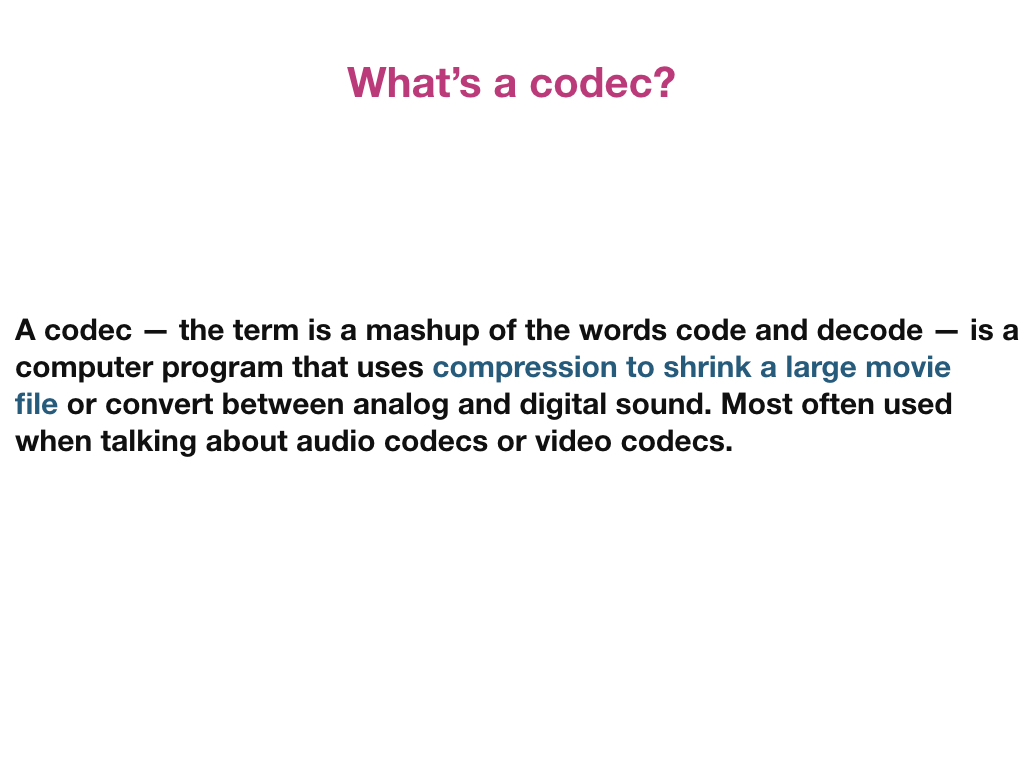 What’s a codec?
A codec — the term is a mashup of the words code and decode — is a
computer program that uses compression to shrink a large movie
file or convert between analog and digital sound. Most often used
when talking about audio codecs or video codecs.